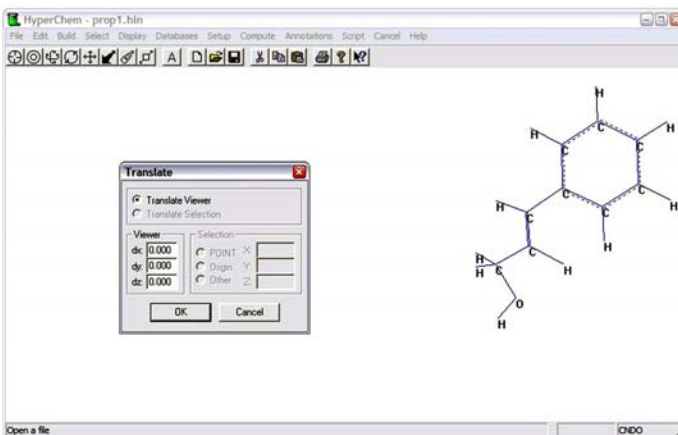 HyperChem - prop1.hin
File Edit Build Select Display Databases Setup Compute Annotations Script Cancel Help
A
Translate
Translate Viewer
Translate Selection
Viewer
dx: 0.000
dy: 0.000
dz: 0.000
Selection
POINT X:
Origin Y:
Other Z:
OK Cancel
H
H C H
C C
C C H
H C
C H
H C H
H C
H O
H
Open a file CNDO